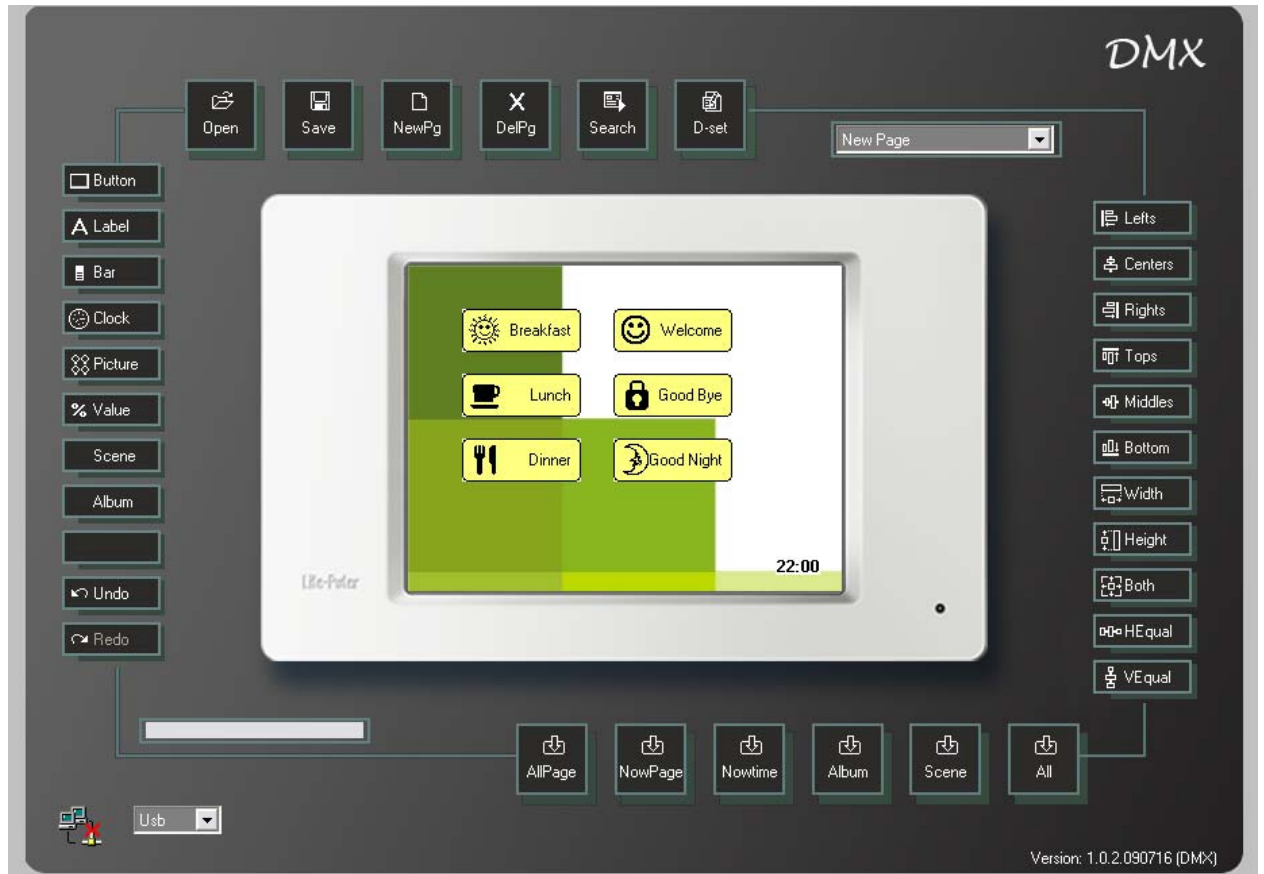 DMX
Open
Save
NewPg
DelPg
Search
D-set
New Page
Button
Label
Bar
Clock
Picture
% Value
Scene
Album
Undo
Redo
Breakfast
Welcome
Lunch
Good Bye
Dinner
Good Night
22:00
Lite-Puter
Lefts
Centers
Rights
Tops
Middles
Bottom
Width
Height
Both
HEqual
VEqual
AllPage
NowPage
Nowtime
Album
Scene
All
Usb
Version: 1.0.2.090716 (DMX)